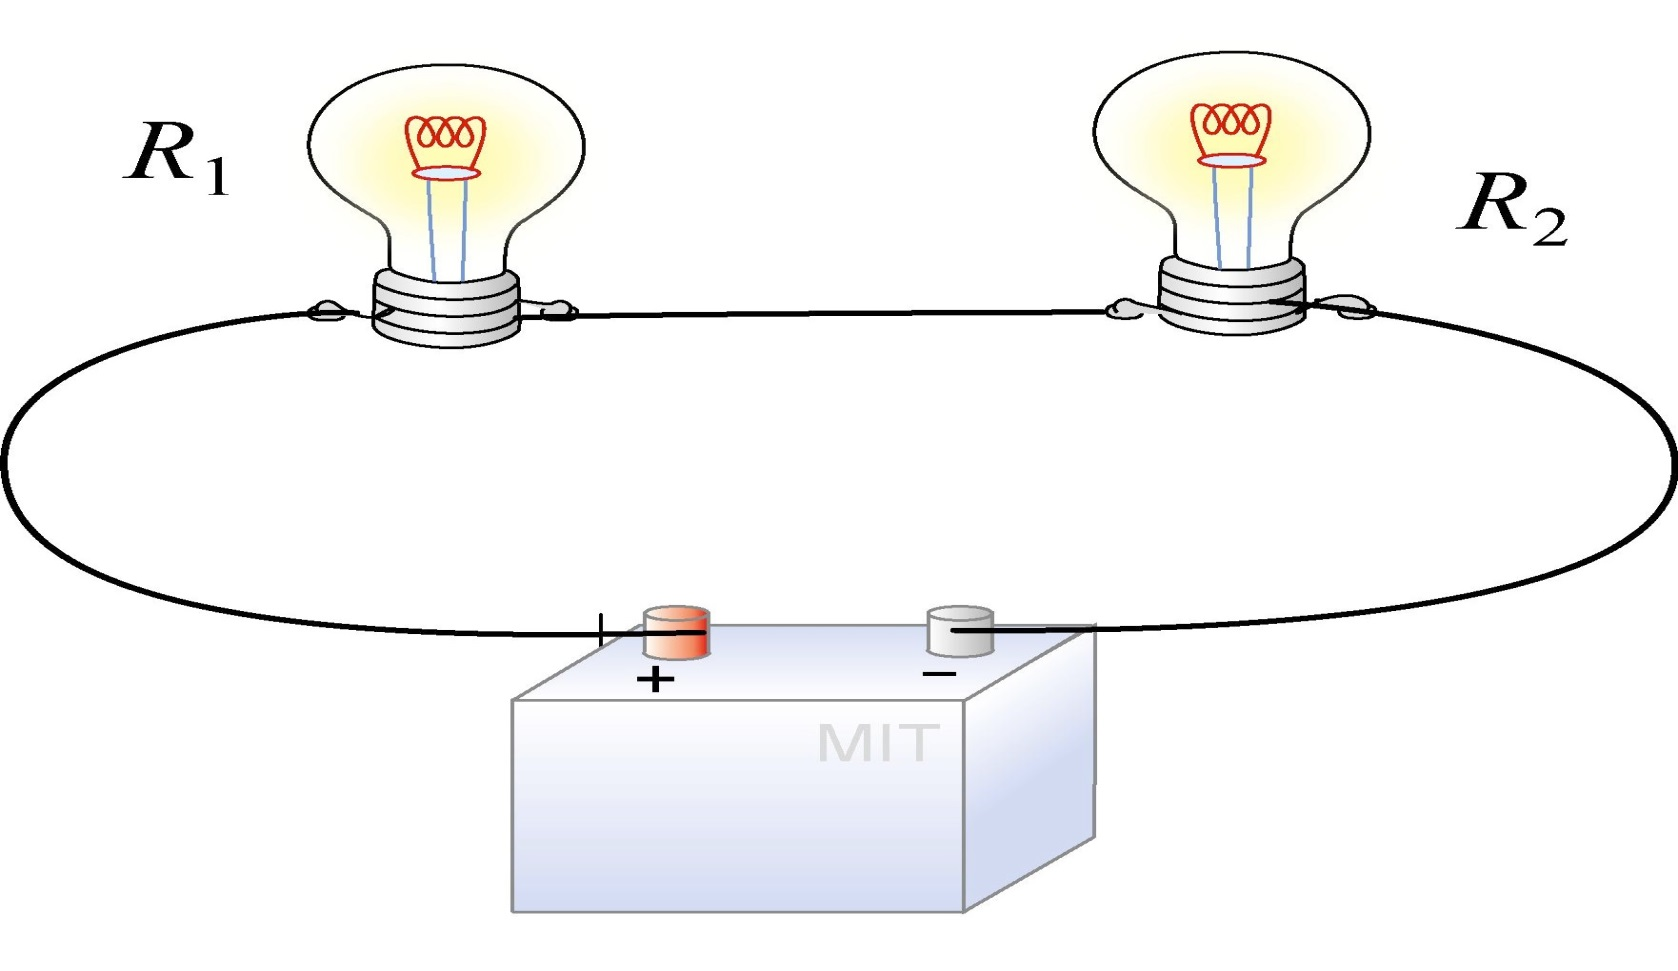 R₁
R₂
+
−
MIT